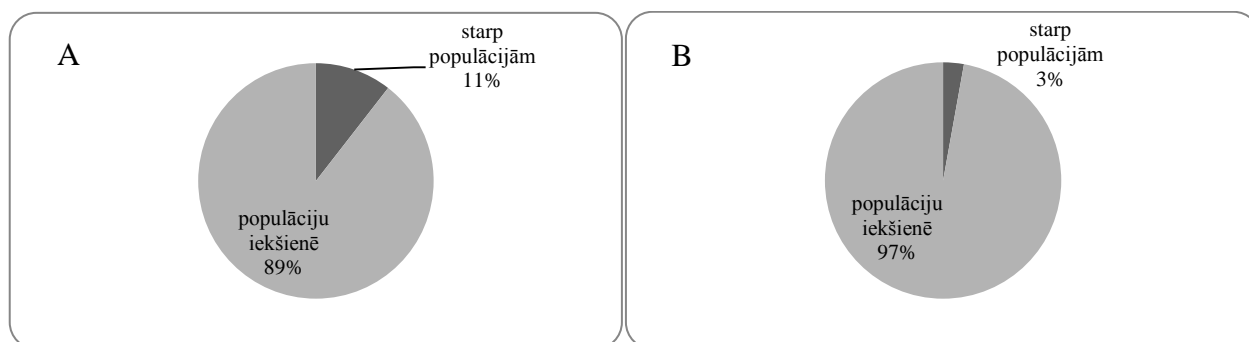 A
starp
populācijām
11%
populāciju
iekšienē
89%
B
starp
populācijām
3%
populāciju
iekšienē
97%